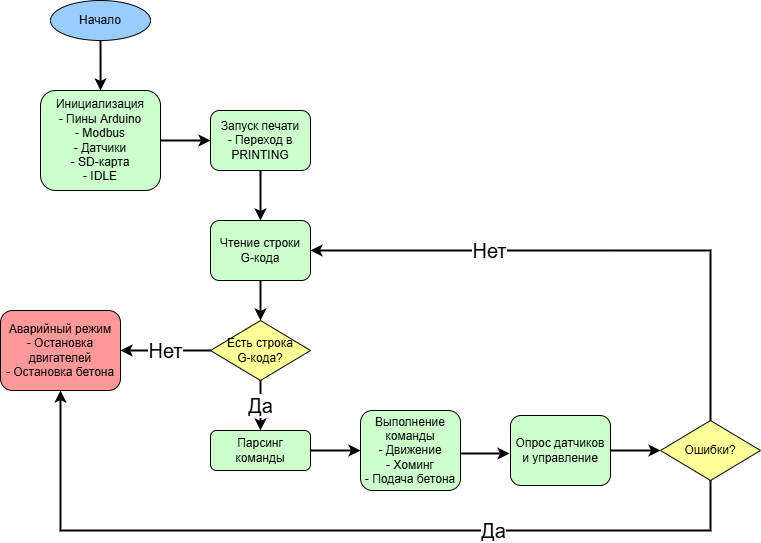 Начало
Инициализация
- Пины Arduino
- Modbus
- Датчики
- SD-карта
- IDLE
Запуск печати
- Переход в
PRINTING
Чтение строки
G-кода
Нет
Аварийный режим
- Остановка
двигателей
- Остановка бетона
Нет
Есть строка
G-кода?
Да
Парсинг
команды
Выполнение
команды
- Движение
- Хоминг
- Подача бетона
Опрос датчиков
и управление
Ошибки?
Да